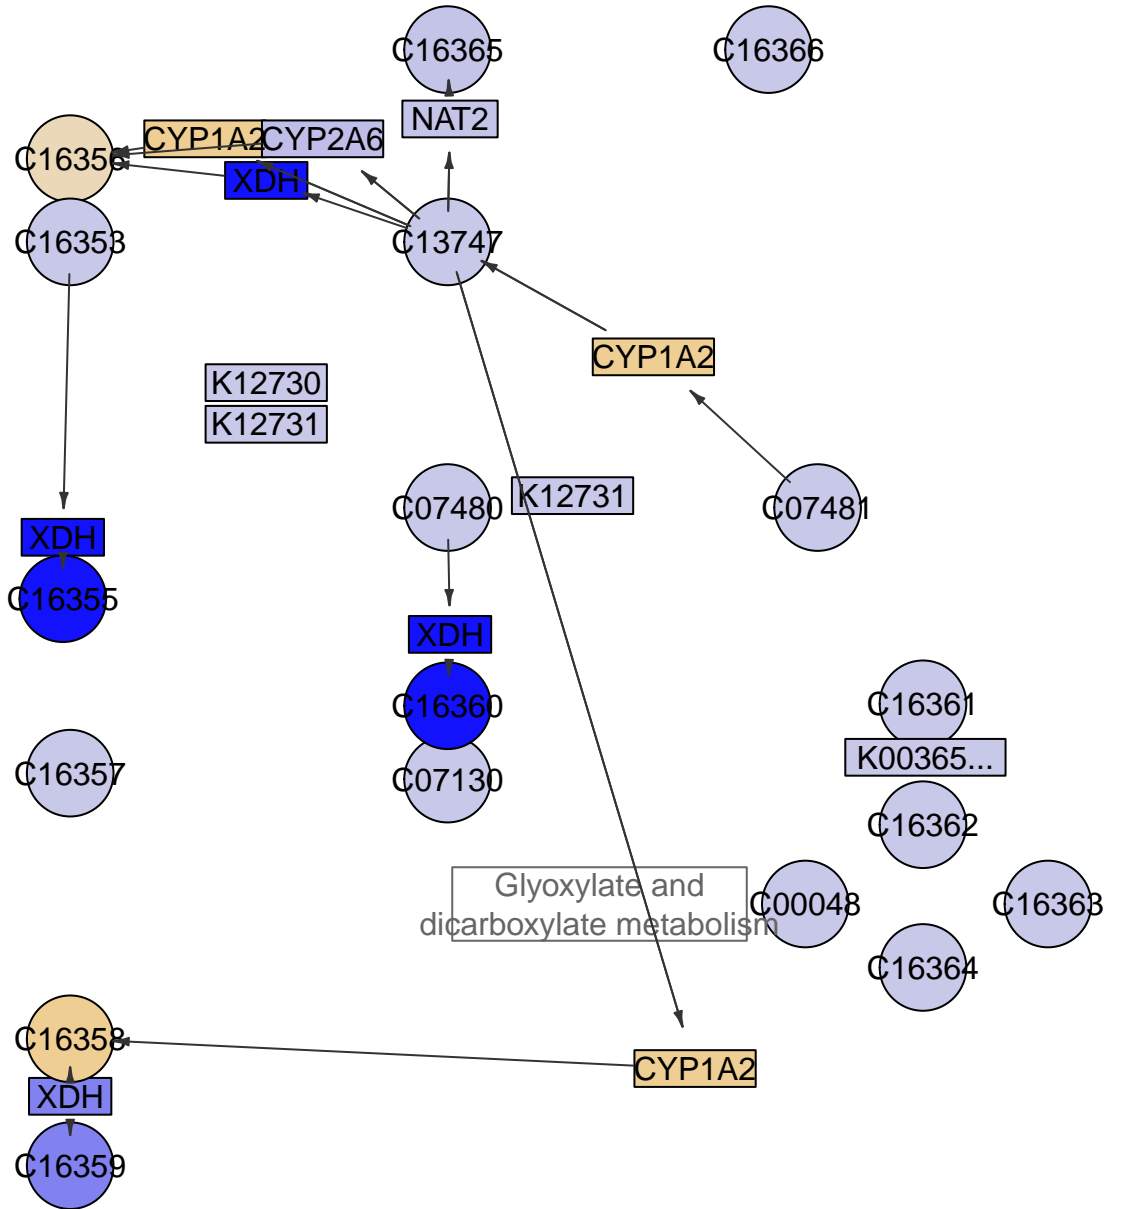 C16365
C16366
NAT2
CYP1A2
CYP2A6
C16356
XDH
C16353
C13747
CYP1A2
K12730
K12731
K12731
C07480
C07481
XDH
C16355
XDH
C16360
C16361
K00365...
C16357
C07130
C16362
Glyoxylate and
dicarboxylate metabolism
C00048
C16363
C16364
C16358
CYP1A2
XDH
C16359